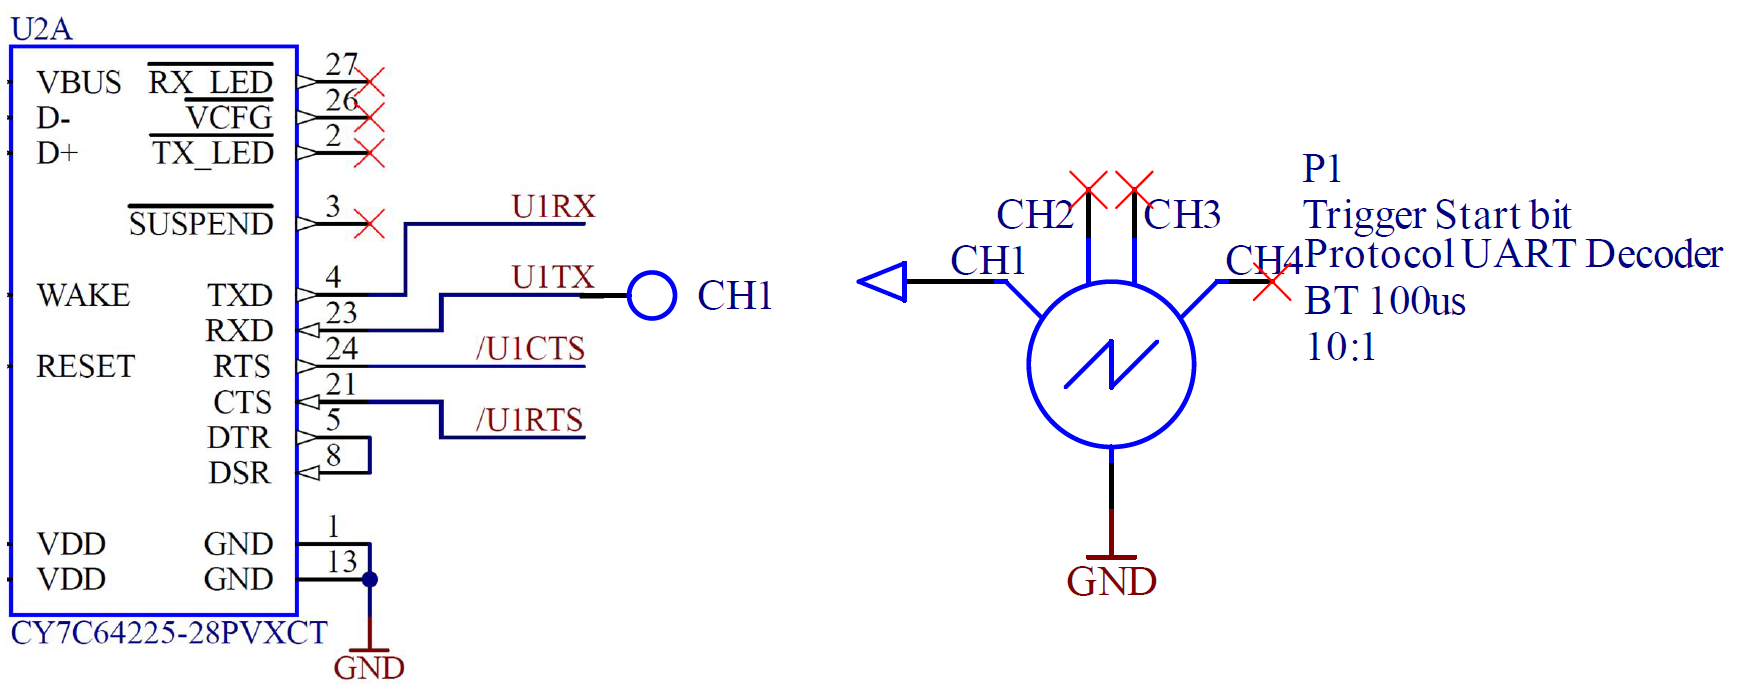 U2A
VBUS RX_LED 27
D- VCFG 26
D+ TX_LED 2
SUSPEND 3
U1RX
WAKE TXD 4
U1TX
RXD 23
RESET RTS 24
/U1CTS
CTS 21
/U1RTS
DTR 5
DSR 8
VDD GND 1
VDD GND 13
CY7C64225-28PVXCT
GND
CH1
CH1
CH2
CH3
CH4
GND
P1
Trigger Start bit
Protocol UART Decoder
BT 100us
10:1